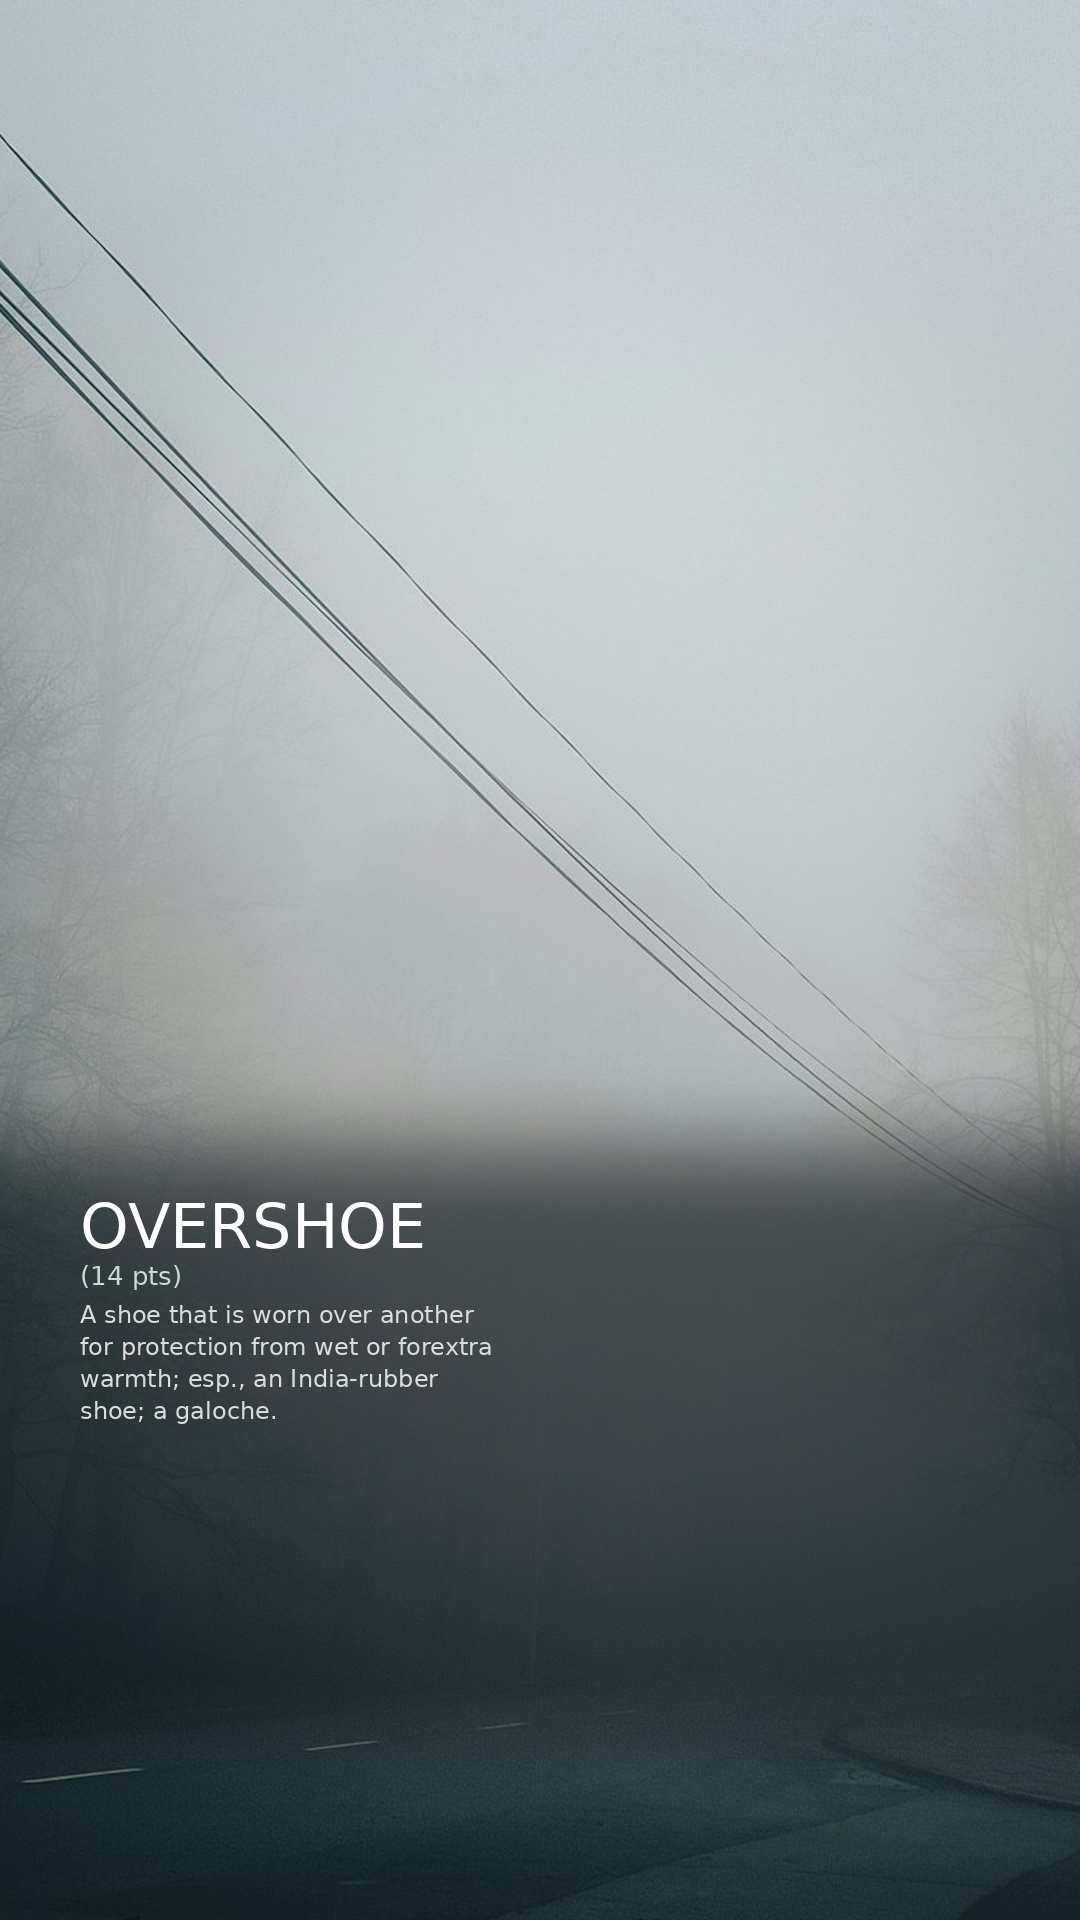 OVERSHOE
(14 pts)
A shoe that is worn over another
for protection from wet or forextra
warmth; esp., an India-rubber
shoe; a galoche.